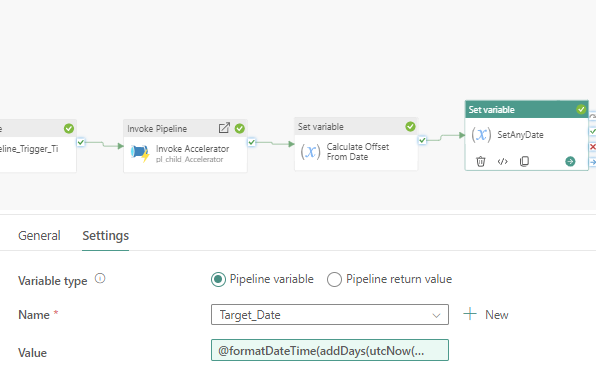 Set variable
e
Invoke Pipeline
Set variable
eline_Trigger_Ti
Invoke Accelerator
pl child Accelerator
(x)
Calculate Offset
From Date
(x)
SetAnyDate
</>
General
Settings
Variable type
Pipeline variable
Pipeline return value
Name *
Target_Date
+ New
Value
@formatDateTime(addDays(utcNow(...